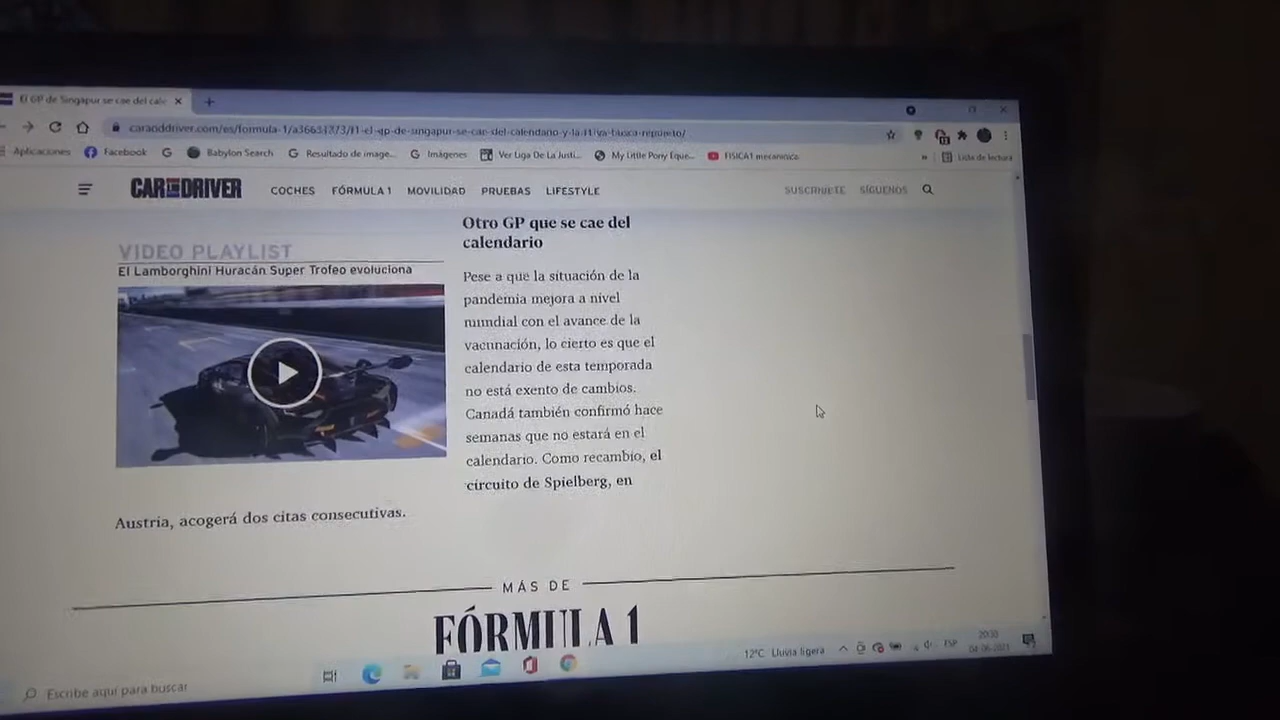 El GP de Singapur se cae del cale
Aplicaciones
Facebook
G
Babylon Search
Resultado de image...
Imágenes
Ver Liga De La Justi...
My Little Pony Eque...
FISICA1 mecanica
»
Lista de lectura
CAR AND DRIVER
COCHES
FÓRMULA 1
MOVILIDAD
PRUEBAS
LIFESTYLE
SUSCRÍBETE
SÍGUENOS
VIDEO PLAYLIST
El Lamborghini Huracán Super Trofeo evoluciona
Otro GP que se cae del
calendario
Pese a que la situación de la
pandemia mejora a nivel
mundial con el avance de la
vacunación, lo cierto es que el
calendario de esta temporada
no está exento de cambios.
Canadá también confirmó hace
semanas que no estará en el
calendario. Como recambio, el
circuito de Spielberg, en
Austria, acogerá dos citas consecutivas.
MÁS DE
FÓRMULA 1
12°C Lluvia ligera
ESP
Escribe aquí para buscar